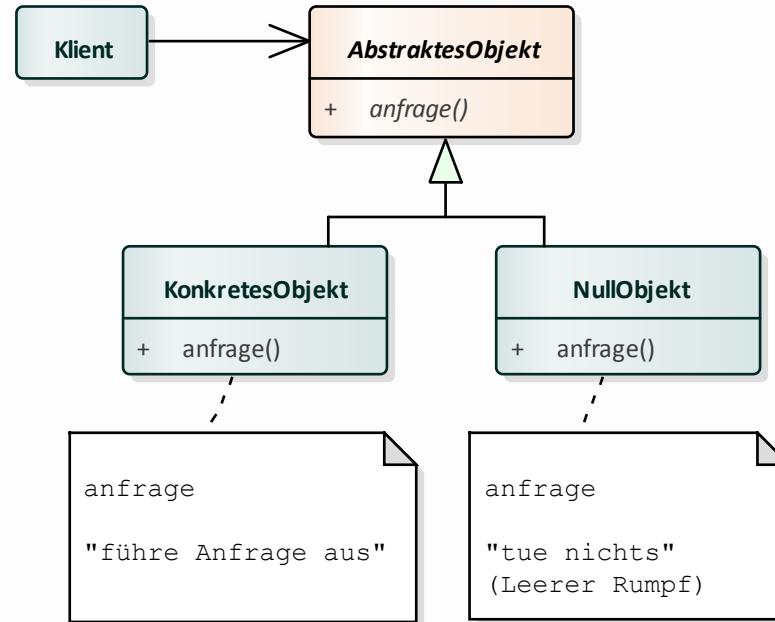 Klient
AbstraktesObjekt
+ anfrage()
KonkretesObjekt
+ anfrage()
NullObjekt
+ anfrage()
anfrage
"führe Anfrage aus"
anfrage
"tue nichts"
(Leerer Rumpf)